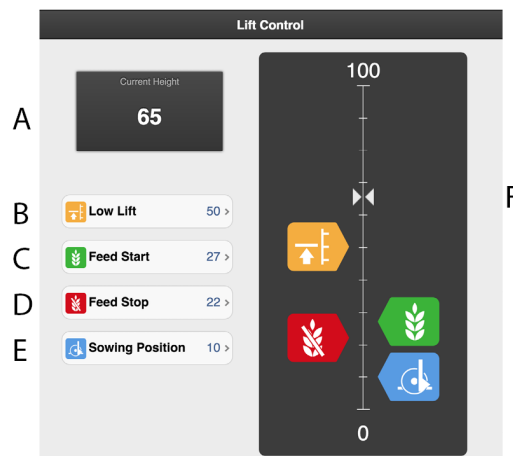 Lift Control
Current Height
65
A
B
Low Lift 50
C
Feed Start 27
D
Feed Stop 22
E
Sowing Position 10
100
0